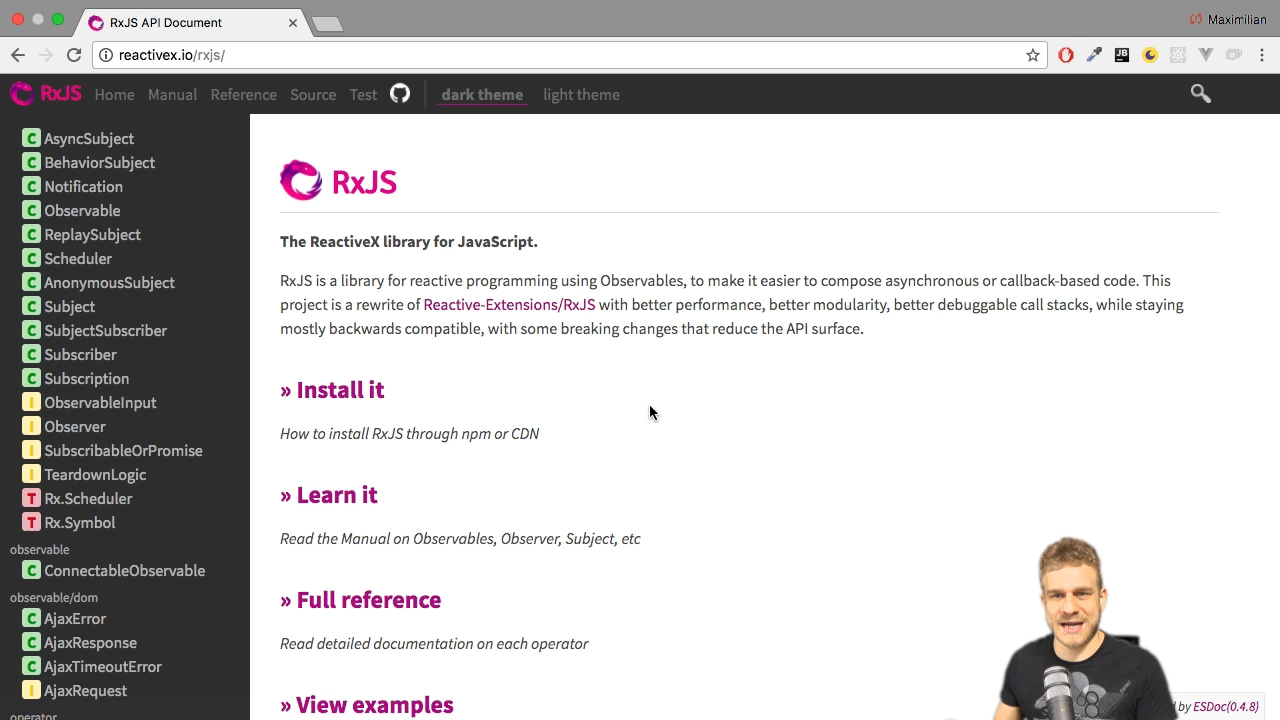 RxJS API Document
Maximilian
reactivex.io/rxjs/
JB
RxJS Home Manual Reference Source Test dark theme light theme
C AsyncSubject
C BehaviorSubject
C Notification
C Observable
C ReplaySubject
C Scheduler
C AnonymousSubject
C Subject
C SubjectSubscriber
C Subscriber
C Subscription
I ObservableInput
I Observer
I SubscribableOrPromise
I TeardownLogic
T Rx.Scheduler
T Rx.Symbol
observable
C ConnectableObservable
observable/dom
C AjaxError
C AjaxResponse
C AjaxTimeoutError
I AjaxRequest
operator
RxJS
The ReactiveX library for JavaScript.
RxJS is a library for reactive programming using Observables, to make it easier to compose asynchronous or callback-based code. This
project is a rewrite of Reactive-Extensions/RxJS with better performance, better modularity, better debuggable call stacks, while staying
mostly backwards compatible, with some breaking changes that reduce the API surface.
» Install it
How to install RxJS through npm or CDN
» Learn it
Read the Manual on Observables, Observer, Subject, etc
» Full reference
Read detailed documentation on each operator
» View examples
by ESDoc(0.4.8)